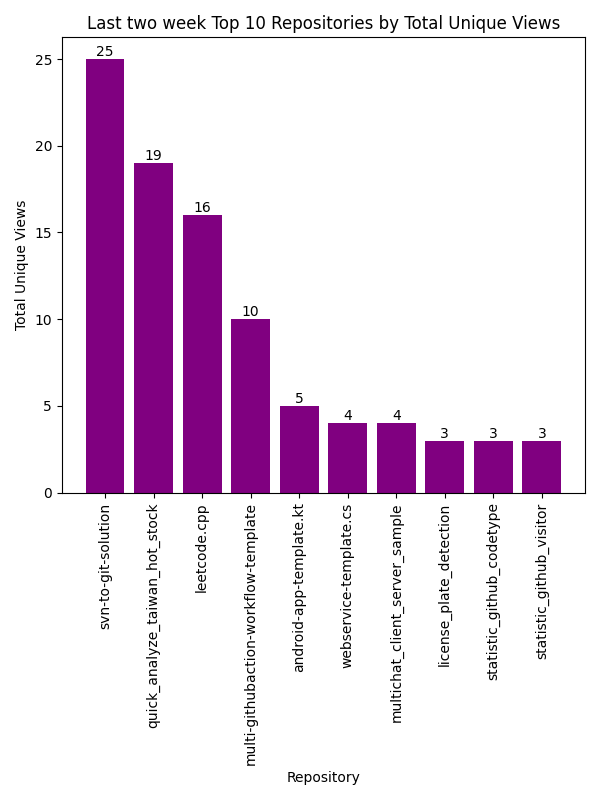 Last two week Top 10 Repositories by Total Unique Views
Total Unique Views
25
20
15
10
5
0
25
19
16
10
5
4
4
3
3
3
svn-to-git-solution
quick_analyze_taiwan_hot_stock
leetcode.cpp
multi-githubaction-workflow-template
android-app-template.kt
webservice-template.cs
multichat_client_server_sample
license_plate_detection
statistic_github_codetype
statistic_github_visitor
Repository